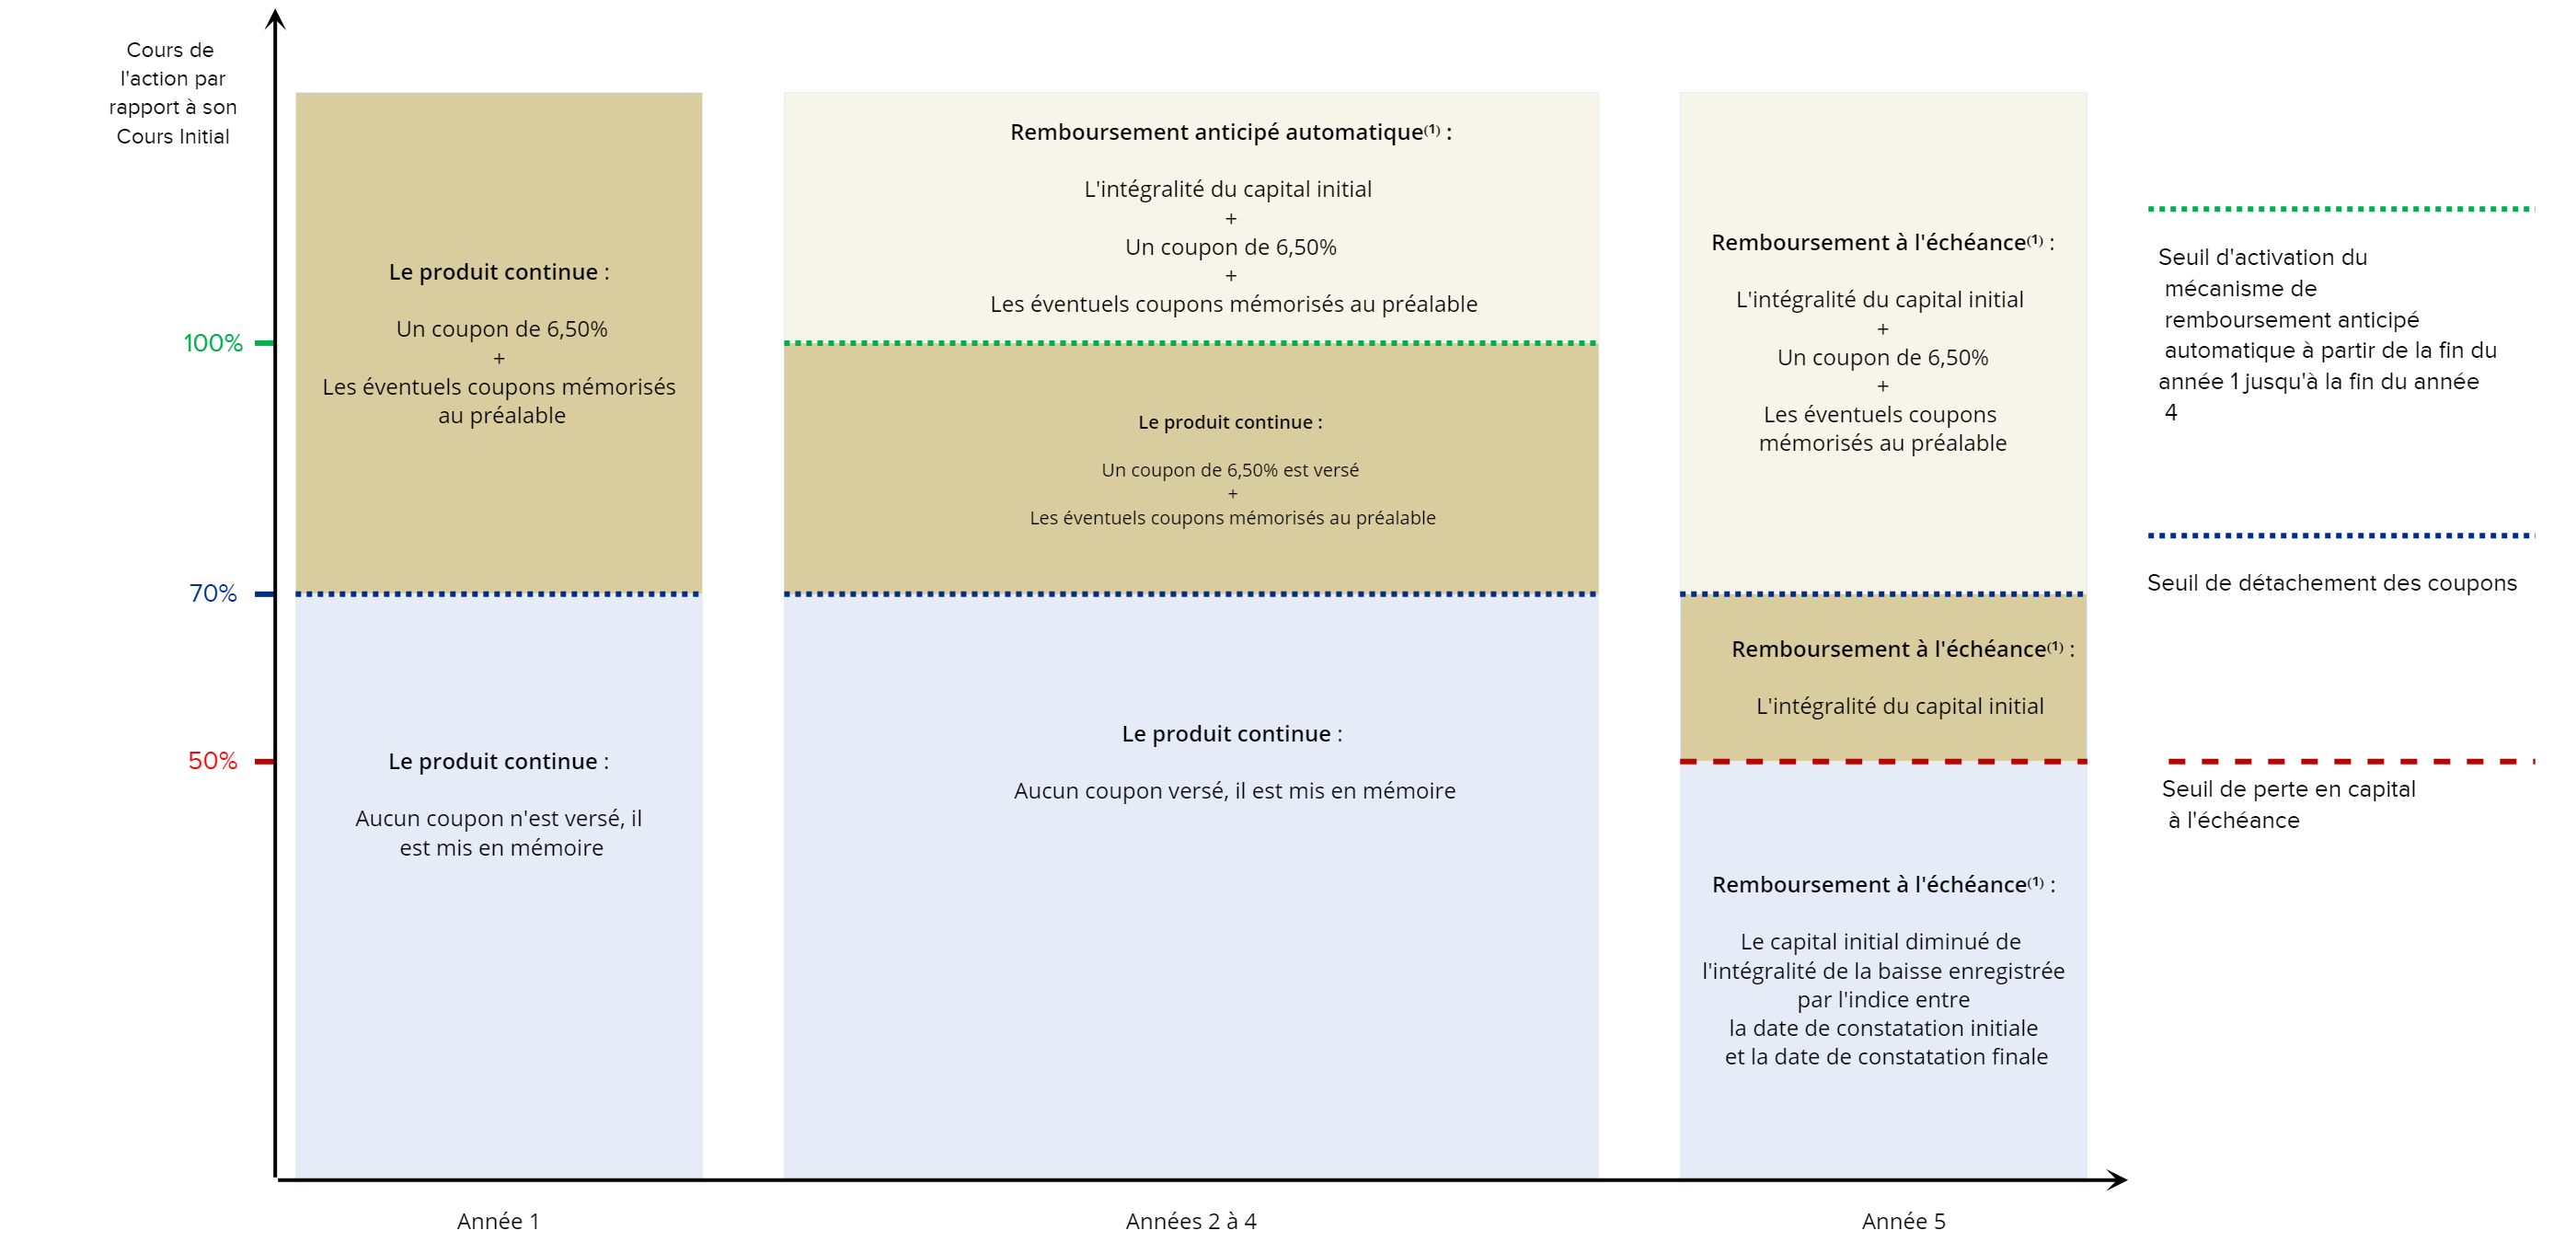 Cours de
l'action par
rapport à son
Cours Initial
100%
70%
50%
Le produit continue :
Un coupon de 6,50%
+
Les éventuels coupons mémorisés
au préalable
Le produit continue :
Aucun coupon n'est versé, il
est mis en mémoire
Remboursement anticipé automatique(1) :
L'intégralité du capital initial
+
Un coupon de 6,50%
+
Les éventuels coupons mémorisés au préalable
Le produit continue :
Un coupon de 6,50% est versé
+
Les éventuels coupons mémorisés au préalable
Le produit continue :
Aucun coupon versé, il est mis en mémoire
Remboursement à l'échéance(1) :
L'intégralité du capital initial
+
Un coupon de 6,50%
+
Les éventuels coupons
mémorisés au préalable
Remboursement à l'échéance(1) :
L'intégralité du capital initial
Remboursement à l'échéance(1) :
Le capital initial diminué de
l'intégralité de la baisse enregistrée
par l'indice entre
la date de constatation initiale
et la date de constatation finale
Seuil d'activation du
mécanisme de
remboursement anticipé
automatique à partir de la fin du
année 1 jusqu'à la fin du année
4
Seuil de détachement des coupons
Seuil de perte en capital
à l'échéance
Année 1
Années 2 à 4
Année 5